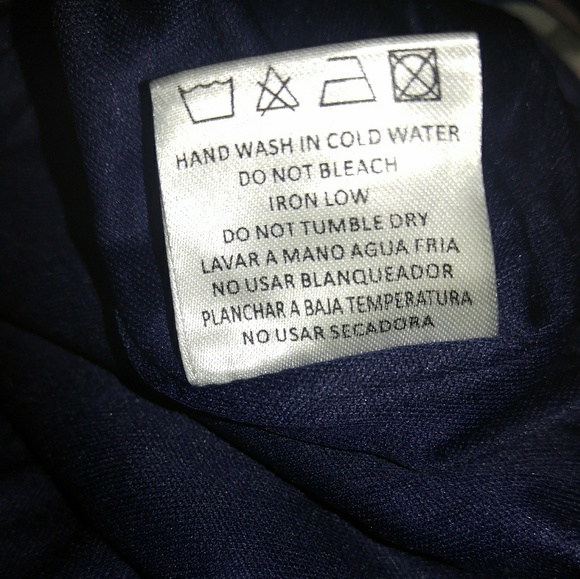 HAND WASH IN COLD WATER
DO NOT BLEACH
IRON LOW
DO NOT TUMBLE DRY
LAVAR A MANO AGUA FRIA
NO USAR BLANQUEADOR
PLANCHAR A BAJA TEMPERATURA
NO USAR SECADORA